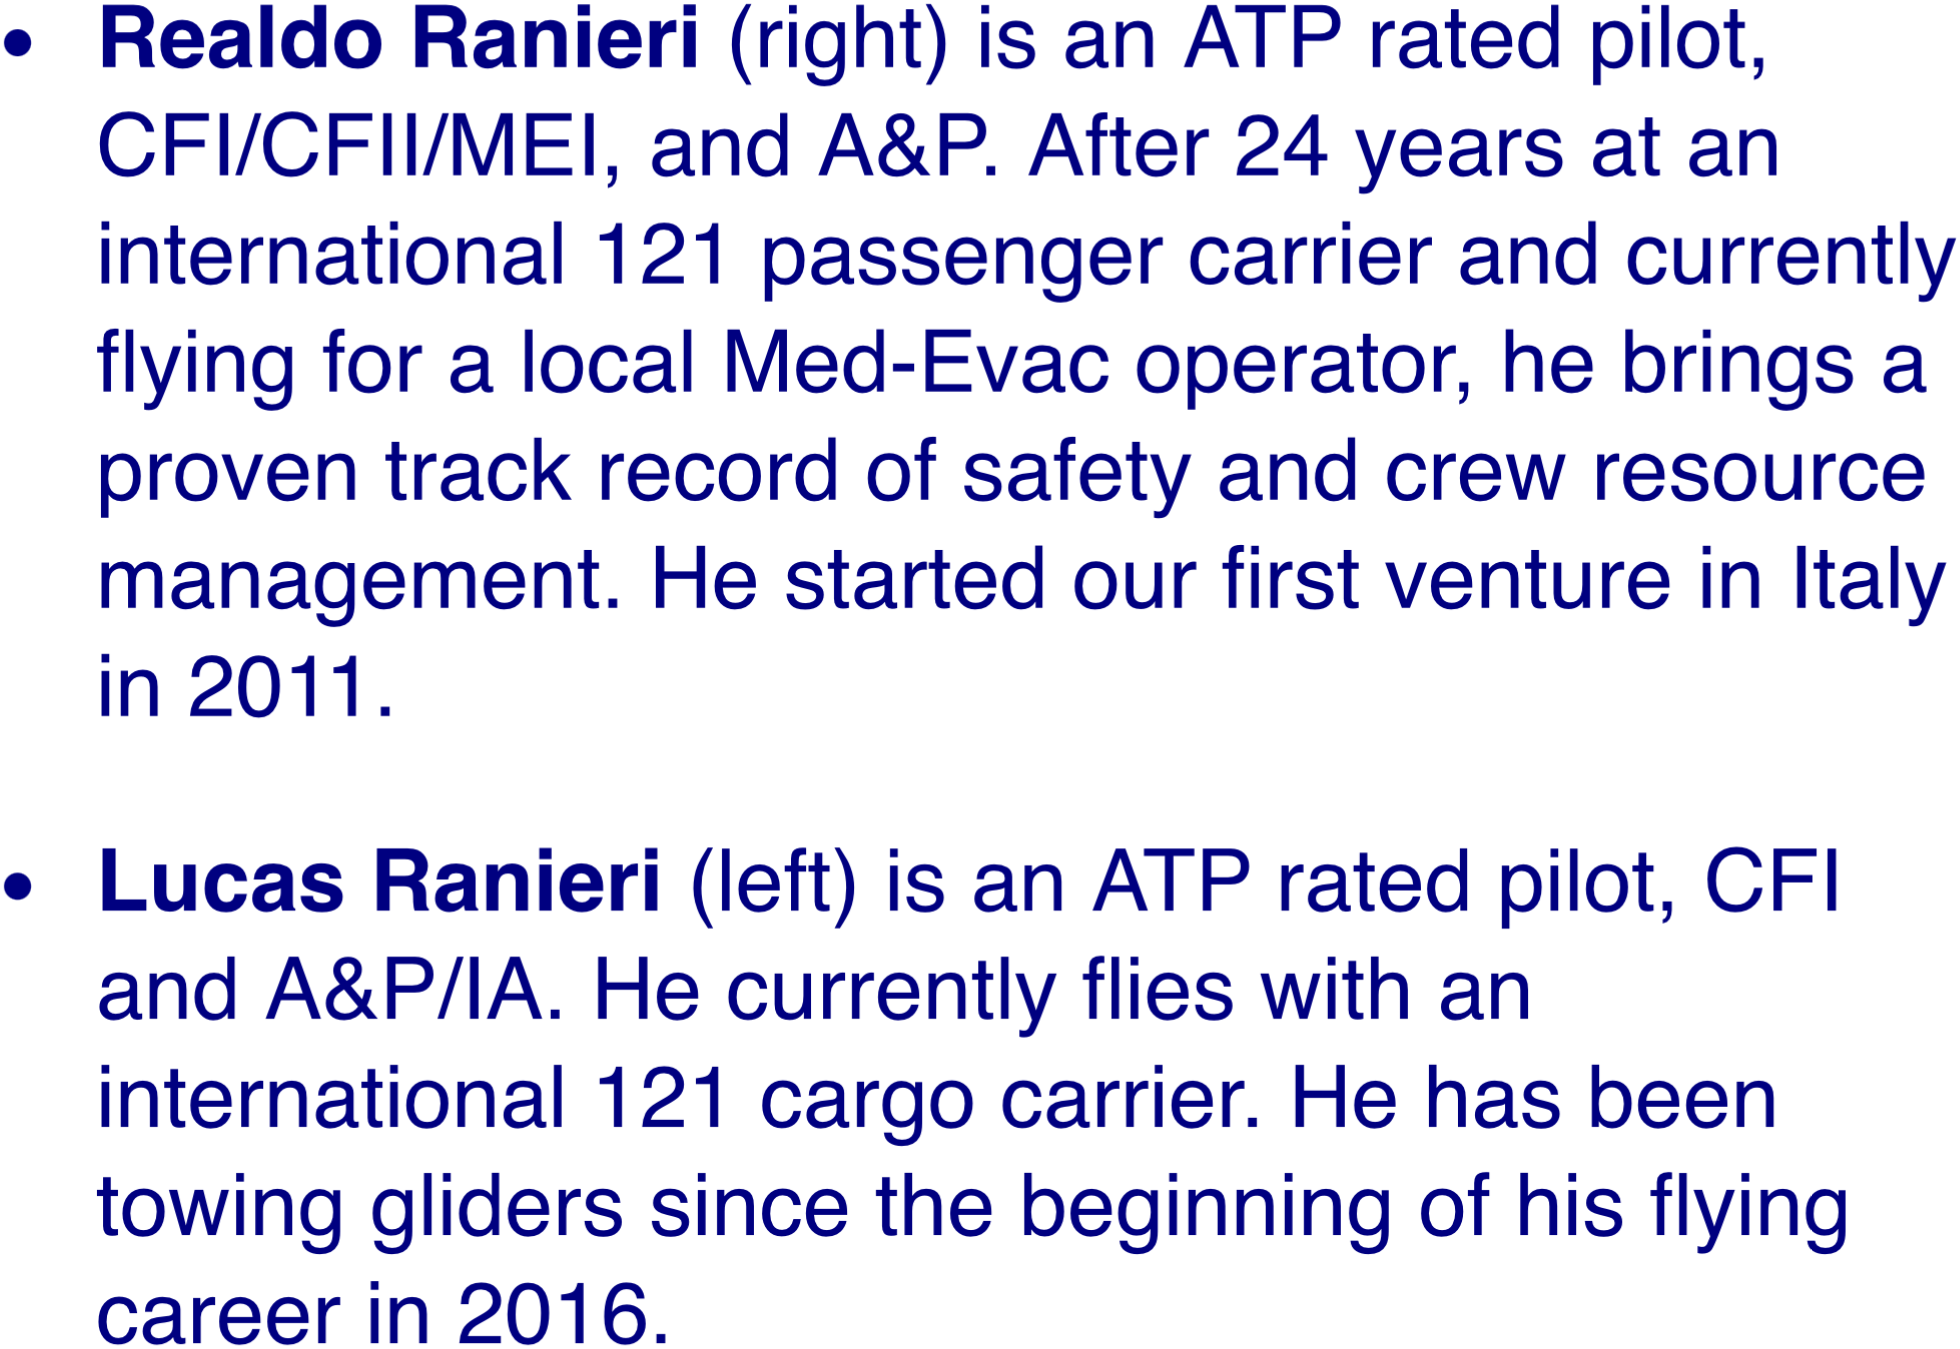 • Realdo Ranieri (right) is an ATP rated pilot,
CFI/CFII/MEI, and A&P. After 24 years at an
international 121 passenger carrier and currently
flying for a local Med-Evac operator, he brings a
proven track record of safety and crew resource
management. He started our first venture in Italy
in 2011.
• Lucas Ranieri (left) is an ATP rated pilot, CFI
and A&P/IA. He currently flies with an
international 121 cargo carrier. He has been
towing gliders since the beginning of his flying
career in 2016.